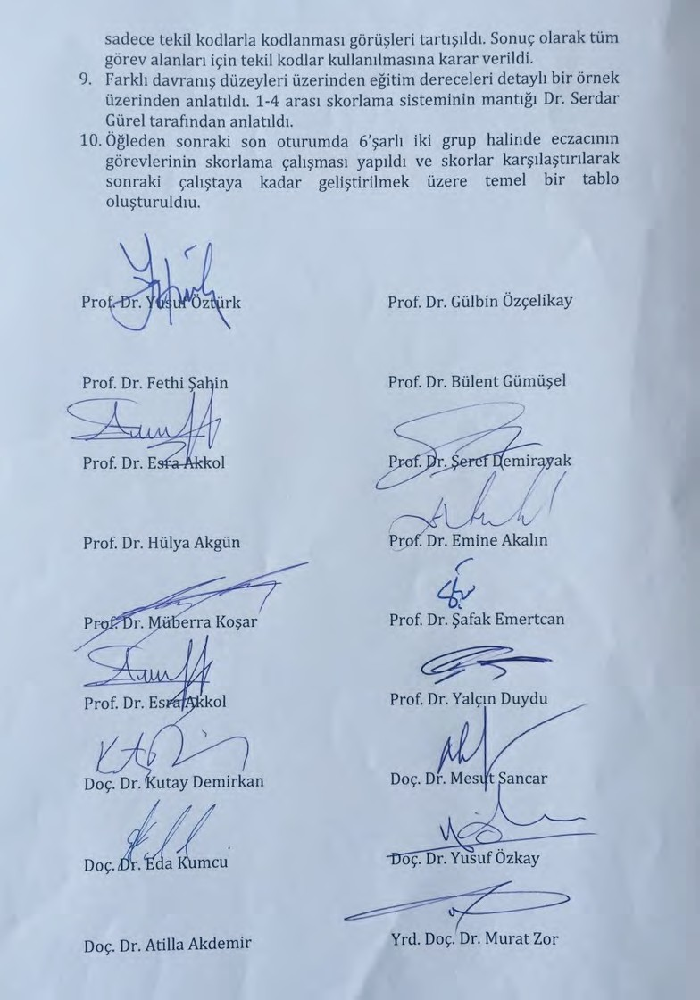 sadece tekil kodlarla kodlanması görüşleri tartışıldı. Sonuç olarak tüm
görev alanları için tekil kodlar kullanılmasına karar verildi.
9. Farklı davranış düzeyleri üzerinden eğitim dereceleri detaylı bir örnek
üzerinden anlatıldı. 1-4 arası skorlama sisteminin mantığı Dr. Serdar
Gürel tarafından anlatıldı.
10. Öğleden sonraki son oturumda 6'şarlı iki grup halinde eczacının
görevlerinin skorlama çalışması yapıldı ve skorlar karşılaştırılarak
sonraki çalıştaya kadar geliştirilmek üzere temel bir tablo
oluşturuldıu.
Prof. Dr. Yusuf Öztürk
Prof. Dr. Gülbin Özçelikay
Prof. Dr. Fethi Şahin
Prof. Dr. Bülent Gümüşel
Prof. Dr. Esra Akkol
Prof. Dr. Şeref Demirayak
Prof. Dr. Hülya Akgün
Prof. Dr. Emine Akalın
Prof. Dr. Müberra Koşar
Prof. Dr. Şafak Emertcan
Prof. Dr. Esra Akkol
Prof. Dr. Yalçın Duydu
Doç. Dr. Kutay Demirkan
Doç. Dr. Mesut Sancar
Doç. Dr. Eda Kumcu
Doç. Dr. Yusuf Özkay
Doç. Dr. Atilla Akdemir
Yrd. Doç. Dr. Murat Zor